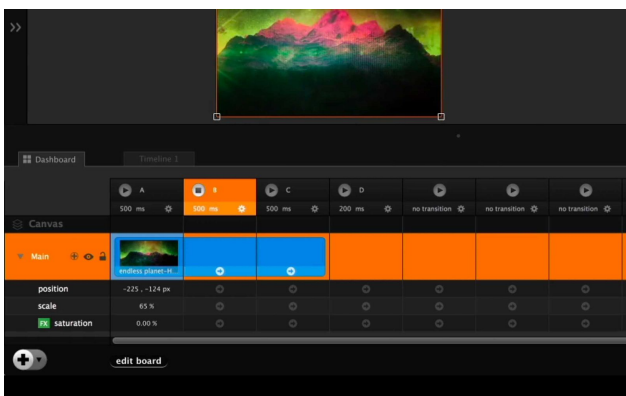 Dashboard Timeline 1
A B C D
500 ms 500 ms 500 ms 200 ms no transition no transition no transition
Canvas
Main endless planet-H...
position -225 , -124 px
scale 65 %
FX saturation 0.00 %
edit board